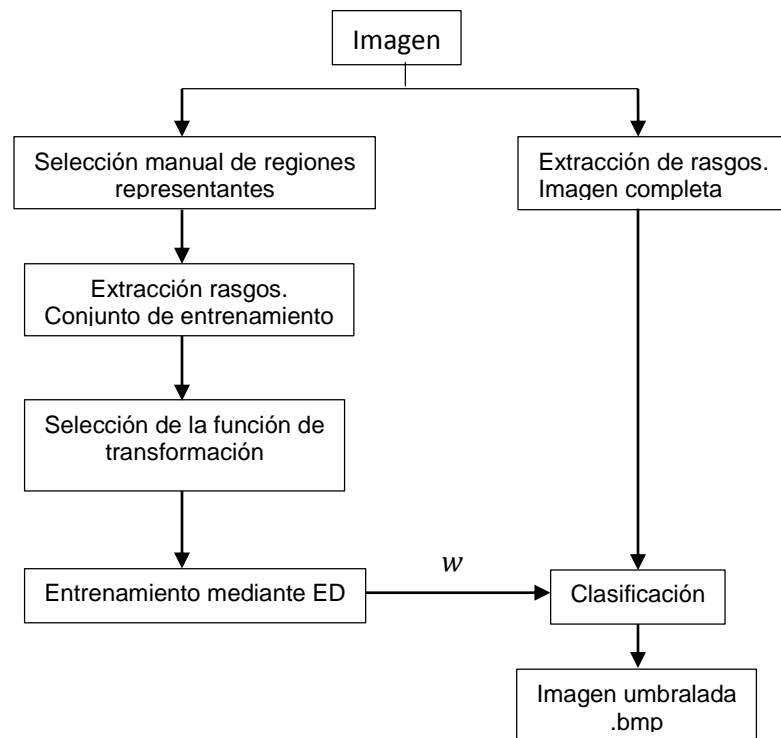 Imagen
Selección manual de regiones
representantes
Extracción de rasgos.
Imagen completa
Extracción rasgos.
Conjunto de entrenamiento
Selección de la función de
transformación
Entrenamiento mediante ED
w
Clasificación
Imagen umbralada
.bmp